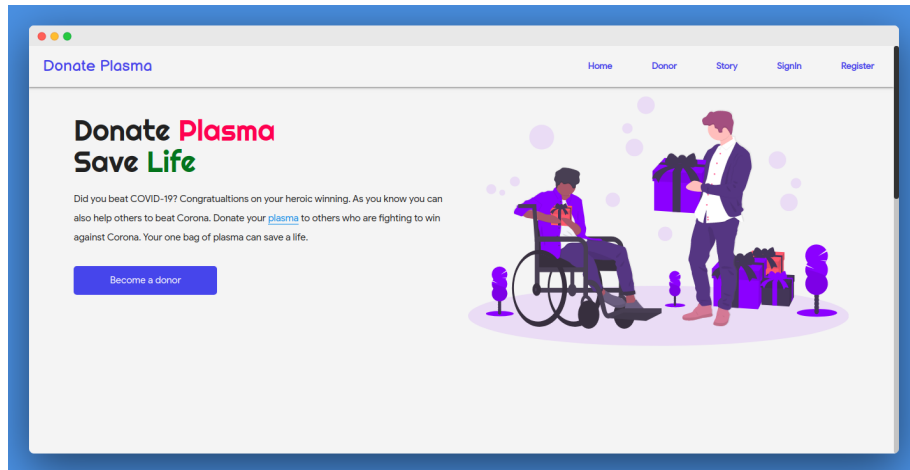 Donate Plasma
Home Donor Story SignIn Register
Donate Plasma
Save Life
Did you beat COVID-19? Congratualtions on your heroic winning. As you know you can
also help others to beat Corona. Donate your plasma to others who are fighting to win
against Corona. Your one bag of plasma can save a life.
Become a donor